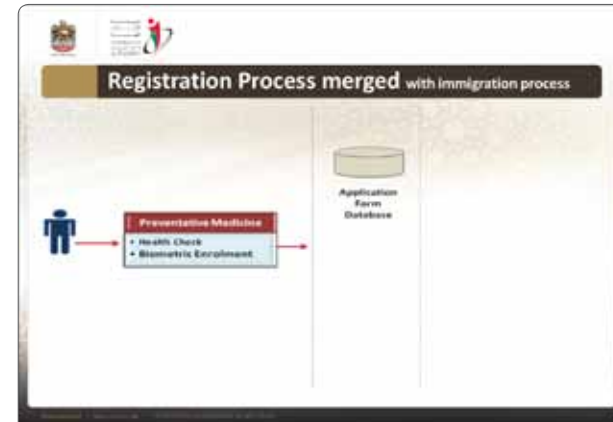 Registration Process merged with immigration process
Application
Form
Database
Preventative Medicine
• Health Check
• Biometric Enrolment